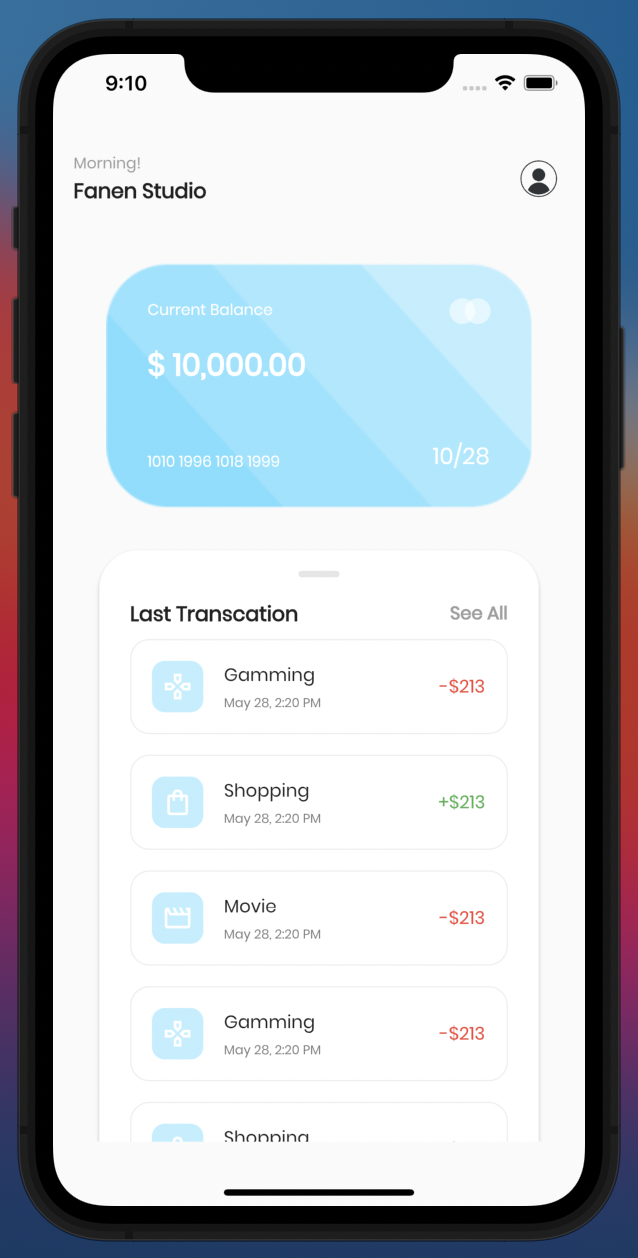 9:10
Morning!
Fanen Studio
Current Balance
$ 10,000.00
1010 1996 1018 1999 10/28
Last Transcation See All
Gamming
May 28, 2:20 PM -$213
Shopping
May 28, 2:20 PM +$213
Movie
May 28, 2:20 PM -$213
Gamming
May 28, 2:20 PM -$213
Shopping